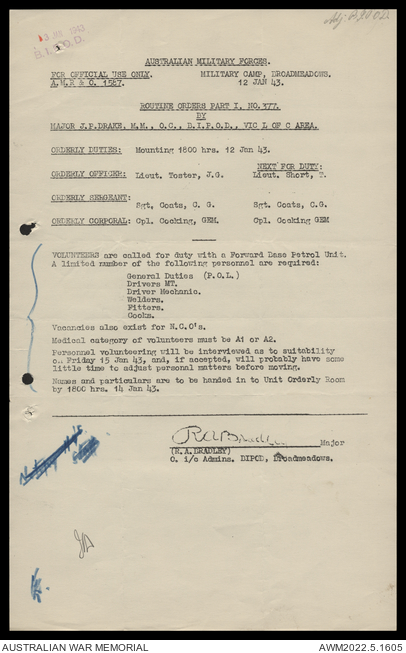 13 JAN 1943
B.I.P.O.D.
AUSTRALIAN MILITARY FORCES.
FOR OFFICIAL USE ONLY. MILITARY CAMP, BROADMEADOWS.
A.M.R & O. 1587. 12 JAN 43.
ROUTINE ORDERS PART I, NO.377.
BY
MAJOR J.P.DRAKE, M.M., O.C., B.I.P.O.D., VIC L OF C AREA.
ORDERLY DUTIES: Mounting 1800 hrs. 12 Jan 43.
NEXT FOR DUTY:
ORDERLY OFFICER: Lieut. Toster, J.G. Lieut. Short, T.
ORDERLY SERGEANT:
Sgt, Coats, C. G. Sgt. Coats, C.G.
ORDERLY CORPORAL: Cpl. Cocking, GEM. Cpl. Cocking GEM
VOLUNTEERS are called for duty with a Forward Base Petrol Unit.
A limited number of the following personnel are required:
General Duties (P.O.L.)
Drivers MT.
Driver Mechanic.
Welders.
Fitters.
Cooks.
Vacancies also exist for N.C.O's.
Medical category of volunteers must be A1 or A2.
Personnel volunteering will be interviewed as to suitability
on Friday 15 Jan 43, and, if accepted, will probably have some
little time to adjust personal matters before moving.
Names and particulars are to be handed in to Unit Orderly Room
by 1800 hrs. 14 Jan 43.
RABradley Major
(R.A.BRADLEY)
O. i/c Admins. BIPOD, Broadmeadows.
AUSTRALIAN WAR MEMORIAL AWM2022.5.1605